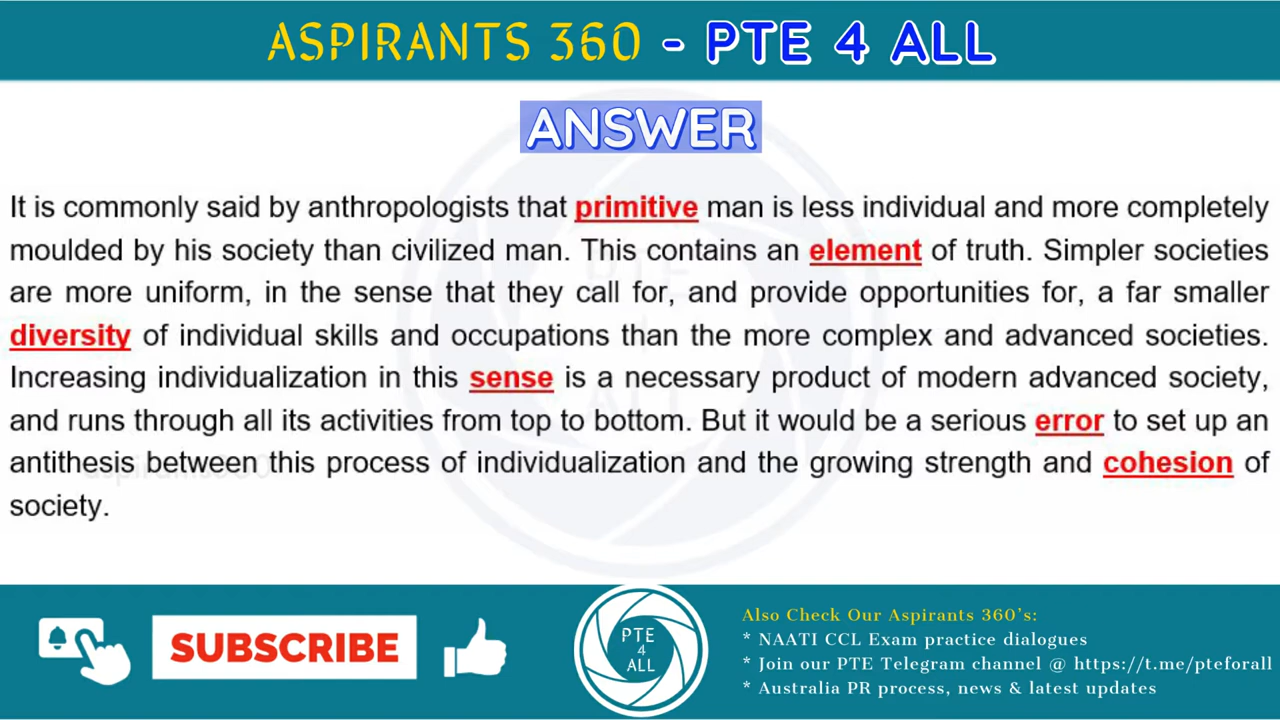 ASPIRANTS 360 - PTE 4 ALL
ANSWER
It is commonly said by anthropologists that primitive man is less individual and more completely
moulded by his society than civilized man. This contains an element of truth. Simpler societies
are more uniform, in the sense that they call for, and provide opportunities for, a far smaller
diversity of individual skills and occupations than the more complex and advanced societies.
Increasing individualization in this sense is a necessary product of modern advanced society,
and runs through all its activities from top to bottom. But it would be a serious error to set up an
antithesis between this process of individualization and the growing strength and cohesion of
society.
aspirants360
SUBSCRIBE
PTE
4
ALL
Also Check Our Aspirants 360's:
* NAATI CCL Exam practice dialogues
* Join our PTE Telegram channel @ https://t.me/pteforall
* Australia PR process, news & latest updates